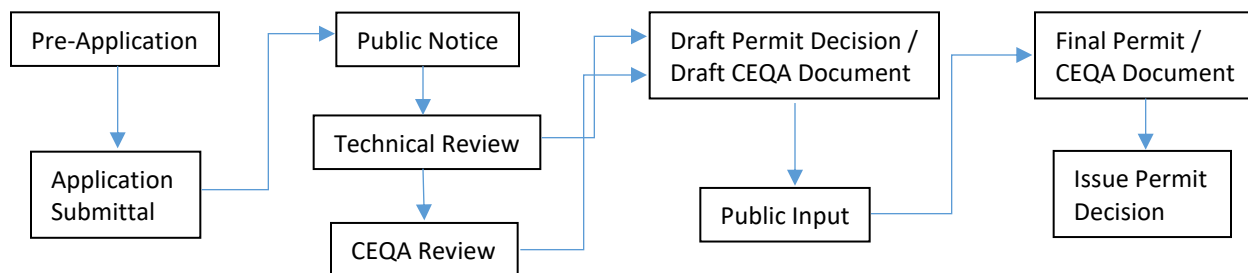 Pre-Application
Application
Submittal
Public Notice
Technical Review
CEQA Review
Draft Permit Decision /
Draft CEQA Document
Public Input
Final Permit /
CEQA Document
Issue Permit
Decision